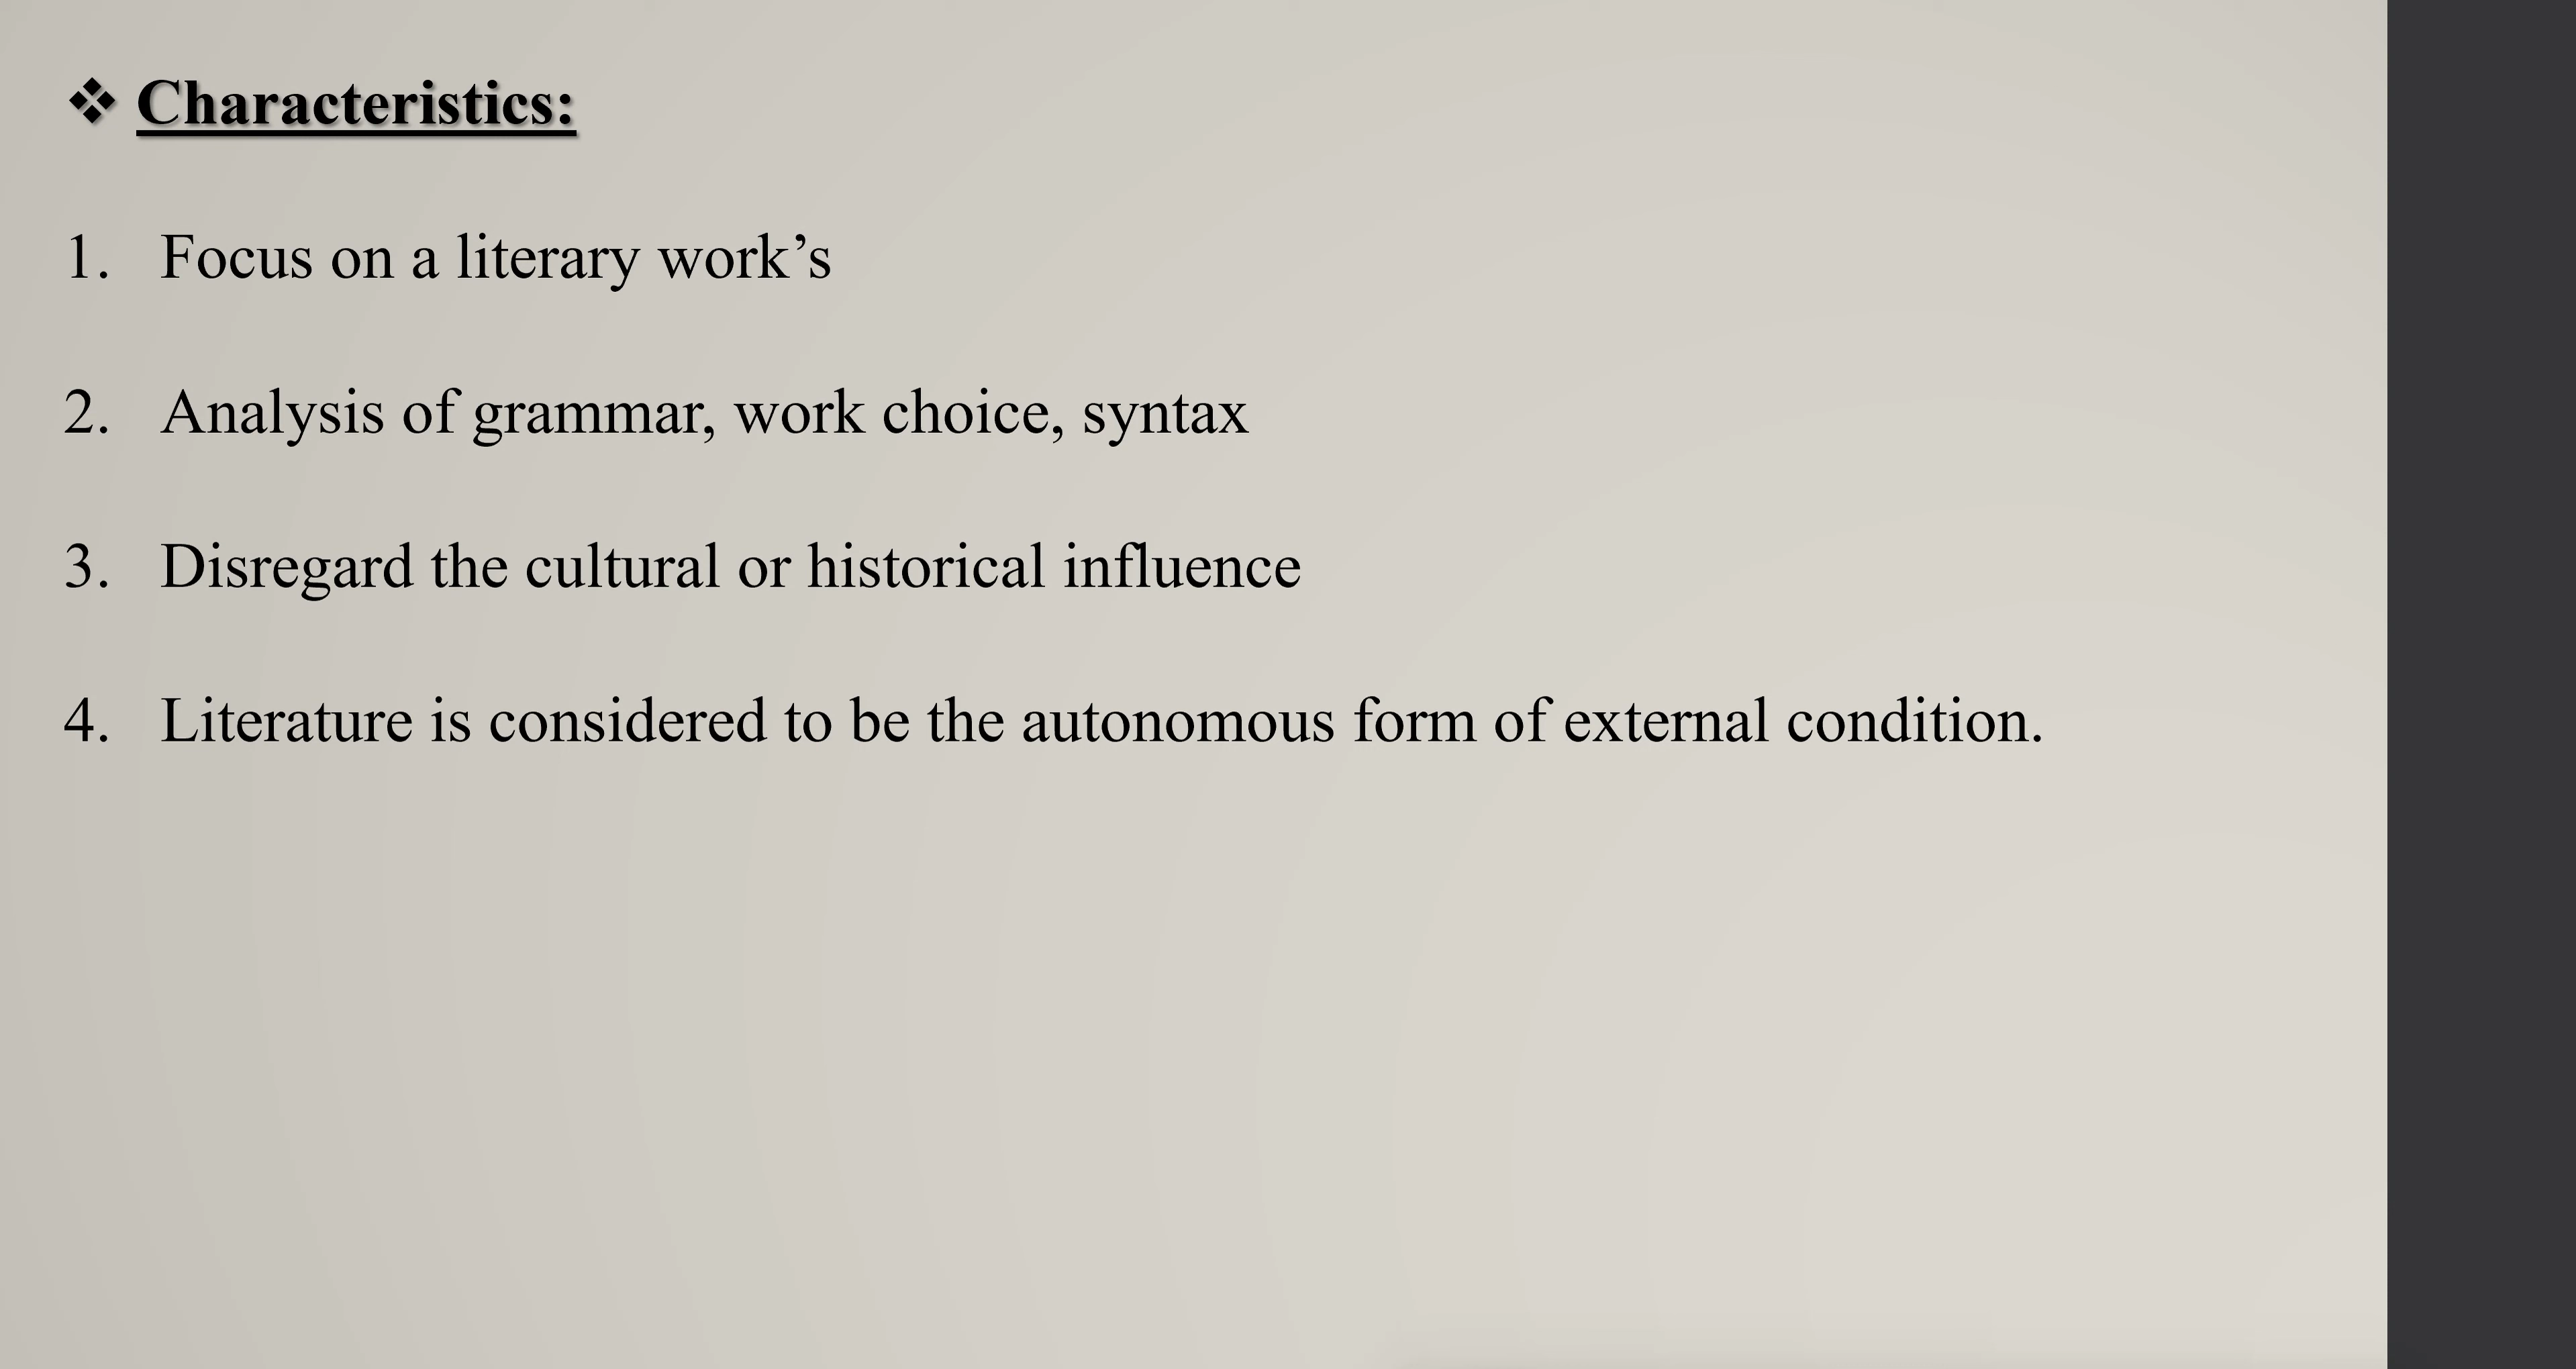 ❖ Characteristics:
1. Focus on a literary work’s
2. Analysis of grammar, work choice, syntax
3. Disregard the cultural or historical influence
4. Literature is considered to be the autonomous form of external condition.